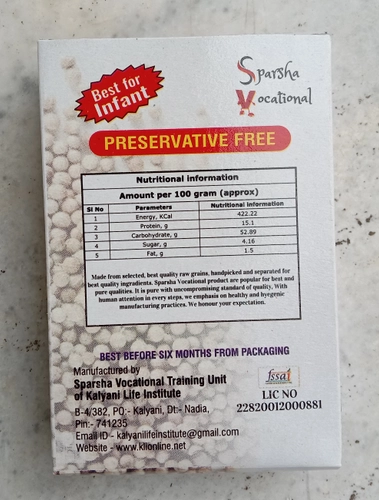 Best for
Infant
Sparsha
Vocational
PRESERVATIVE FREE
Nutritional information
Amount per 100 gram (approx)
Sl No Parameters Nutritional information
1 Energy, KCal 422.22
2 Protein, g 15.1
3 Carbohydrate, g 52.89
4 Sugar, g 4.16
5 Fat, g 1.5
Made from selected, best quality raw grains, handpicked and separated for
best quality ingredients. Sparsha Vocational product are popular for best and
pure qualities. It is pure with uncompromising standard of quality. With
human attention in every steps, we emphasis on healthy and hyegenic
manufacturing practices. We honour your expectation.
BEST BEFORE SIX MONTHS FROM PACKAGING
Manufactured by
Sparsha Vocational Training Unit
of Kalyani Life Institute
B-4/382, PO:- Kalyani, Dt:- Nadia,
Pin:- 741235
Email ID - kalyanilifeinstitute@gmail.com
Website - www.klionline.net
fssai
LIC NO
22820012000881